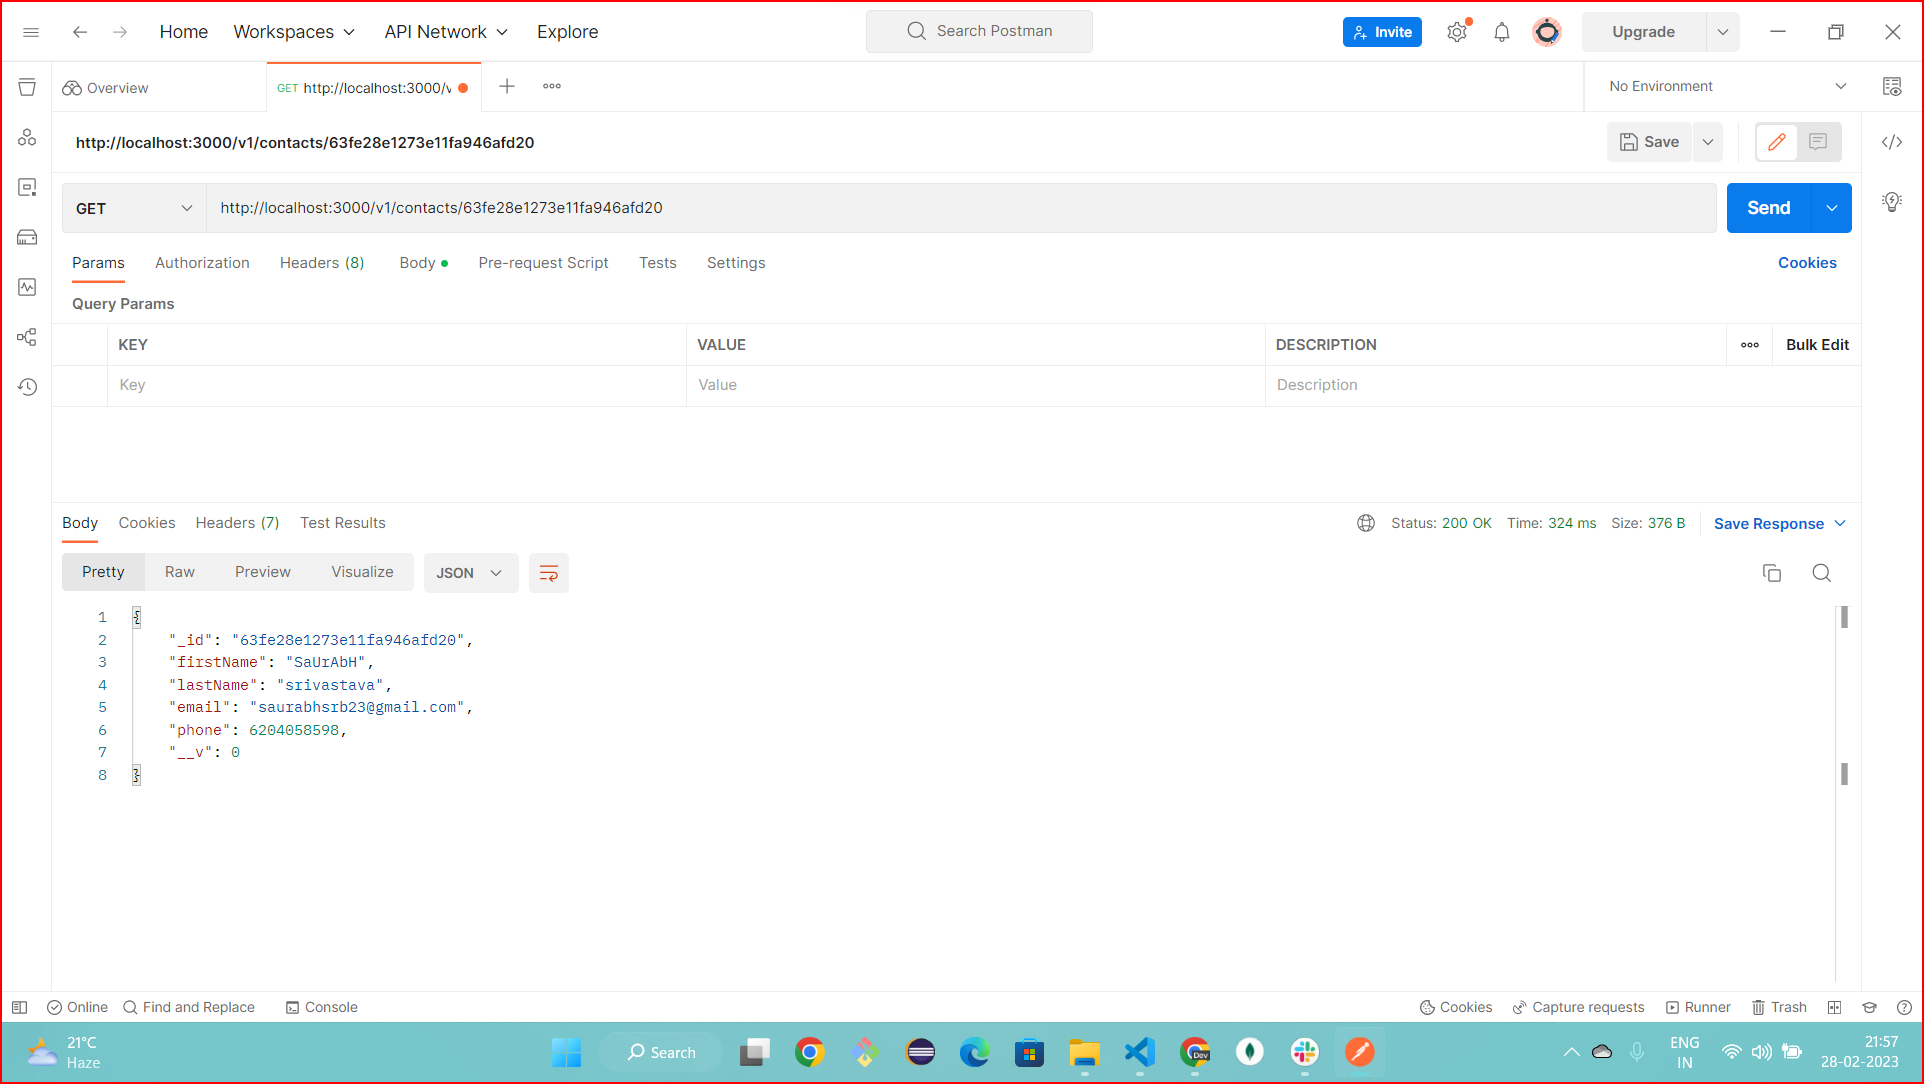 Home Workspaces API Network Explore Search Postman Invite Upgrade
Overview GET http://localhost:3000/v No Environment
http://localhost:3000/v1/contacts/63fe28e1273e11fa946afd20 Save
GET http://localhost:3000/v1/contacts/63fe28e1273e11fa946afd20 Send
Params Authorization Headers (8) Body Pre-request Script Tests Settings Cookies
Query Params
KEY VALUE DESCRIPTION Bulk Edit
Key Value Description
Body Cookies Headers (7) Test Results Status: 200 OK Time: 324 ms Size: 376 B Save Response
Pretty Raw Preview Visualize JSON
1 {
2 "_id": "63fe28e1273e11fa946afd20",
3 "firstName": "SaUrAbH",
4 "lastName": "srivastava",
5 "email": "saurabhsrb23@gmail.com",
6 "phone": 6204058598,
7 "__v": 0
8 }
Online Find and Replace Console Cookies Capture requests Runner Trash
21°C
Haze
Search
Dev
ENG
IN
21:57
28-02-2023